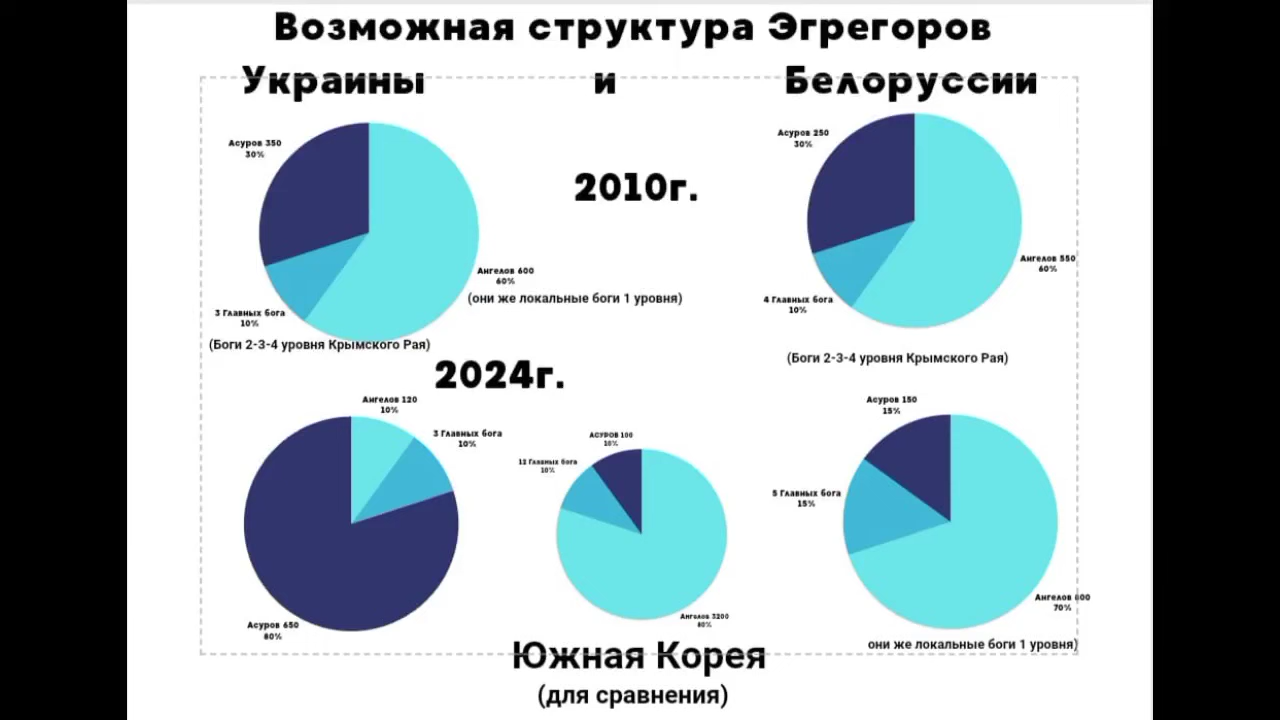 Возможная структура Эгрегоров
Украины и Белоруссии
Асуров 350
30%
Ангелов 600
60%
(они же локальные боги 1 уровня)
3 Главных бога
10%
(Боги 2-3-4 уровня Крымского Рая)
2010г.
Асуров 250
30%
Ангелов 550
60%
4 Главных бога
10%
(Боги 2-3-4 уровня Крымского Рая)
2024г.
Ангелов 120
10%
3 Главных бога
10%
Асуров 650
80%
АСУРОВ 100
10%
12 Главных бога
10%
Ангелов 3200
80%
Южная Корея
(для сравнения)
Асуров 150
15%
5 Главных бога
15%
Ангелов 800
70%
они же локальные боги 1 уровня)